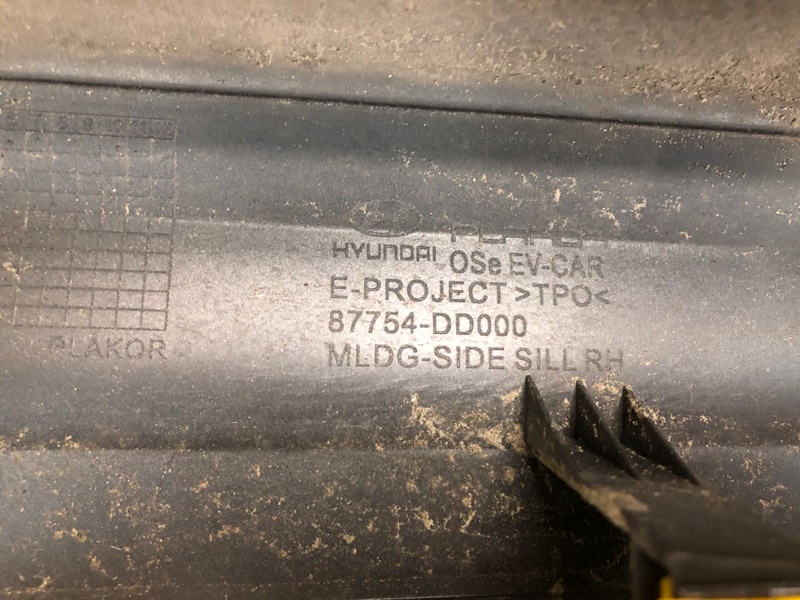 HYUNDAI OSe EV-CAR
E-PROJECT >TPO<
87754-DD000
MLDG-SIDE SILL RH
PLAKOR